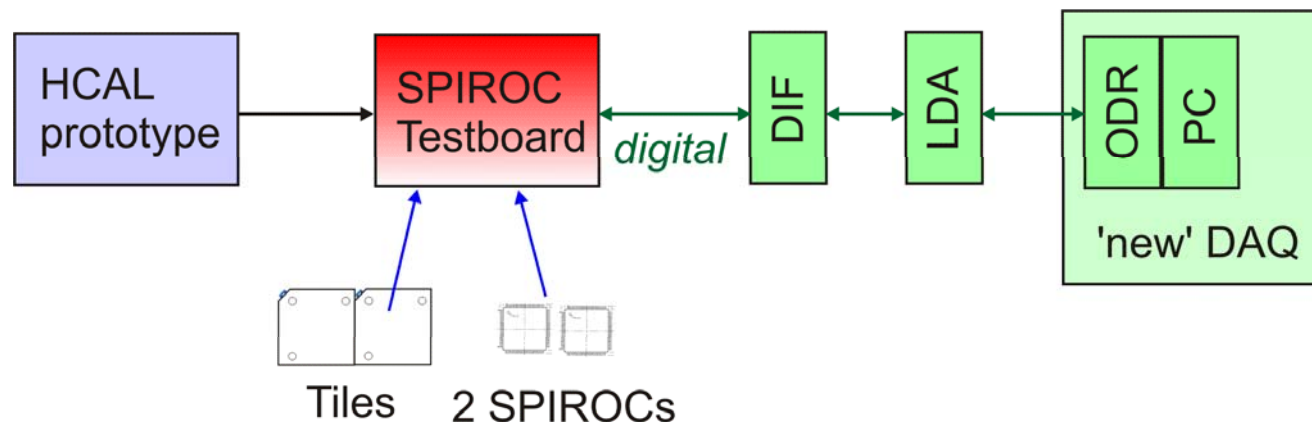 HCAL
prototype
SPIROC
Testboard
digital
DIF
LDA
ODR
PC
'new' DAQ
Tiles
2 SPIROCs